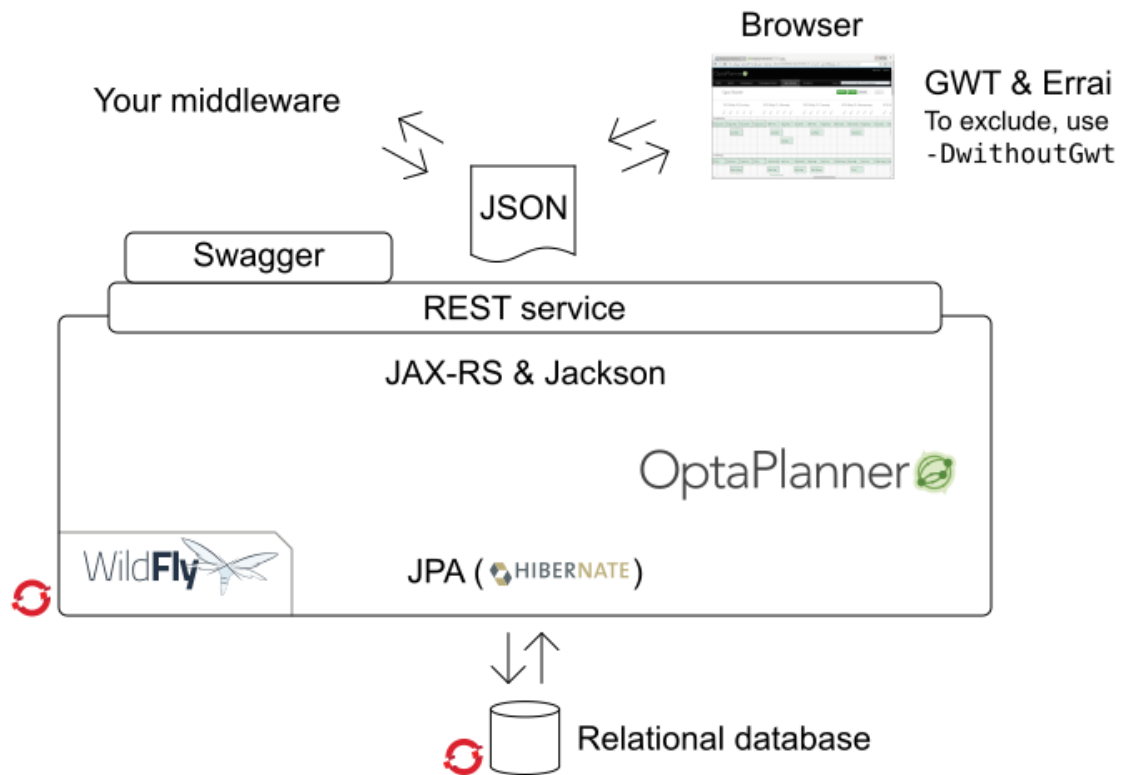 Browser
Your middleware
GWT & Errai
To exclude, use
-DwithoutGwt
OptaPlanner
JSON
Swagger
REST service
JAX-RS & Jackson
OptaPlanner
WildFly
JPA ( HIBERNATE )
Relational database